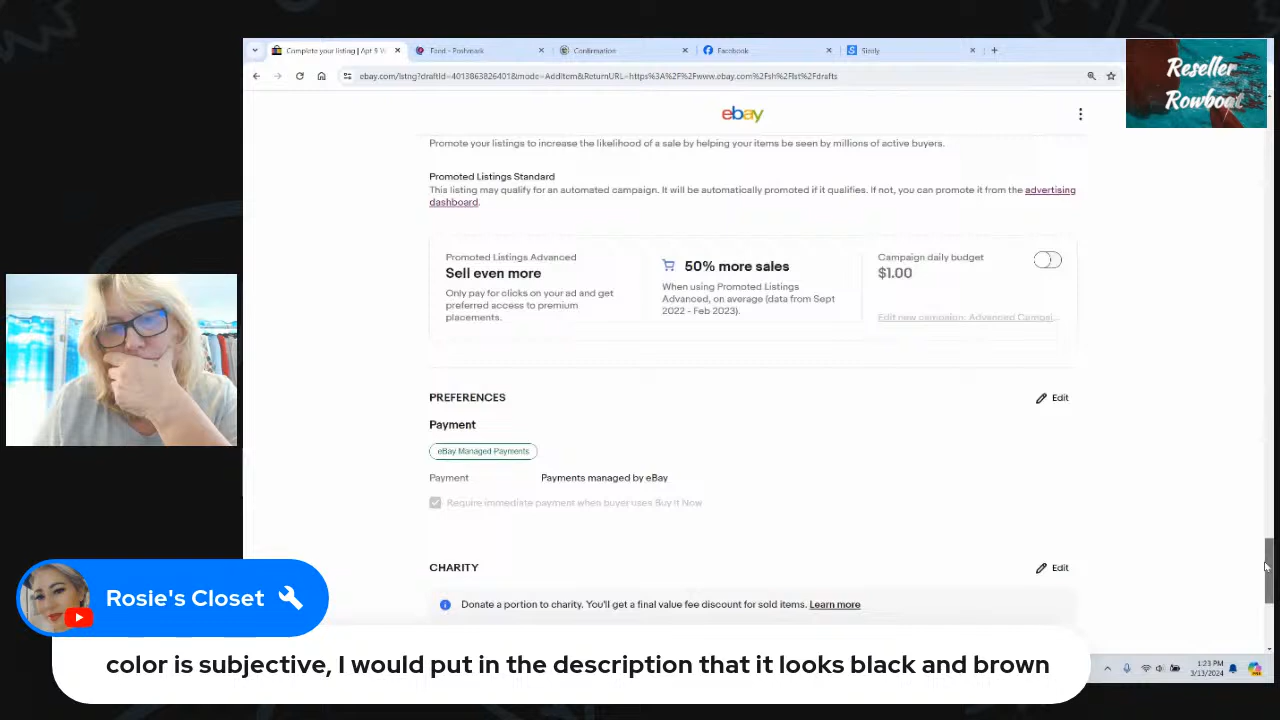 Complete your listing | Apt 9 W
Feed - Poshmark
Confirmation
Facebook
ebay.com/lstng?draftId=4013863826401&mode=AddItem&ReturnURL=https%3A%2F%2Fwww.ebay.com%2Fsh%2Flst%2Fdrafts
Reseller
Rowboat
ebay
Promote your listings to increase the likelihood of a sale by helping your items be seen by millions of active buyers.
Promoted Listings Standard
This listing may qualify for an automated campaign. It will be automatically promoted if it qualifies. If not, you can promote it from the advertising
dashboard.
Promoted Listings Advanced
Sell even more
Only pay for clicks on your ad and get
preferred access to premium
placements.
50% more sales
When using Promoted Listings
Advanced, on average (data from Sept
2022 - Feb 2023).
Campaign daily budget
$1.00
Edit new campaign: Advanced Campai...
PREFERENCES
Edit
Payment
eBay Managed Payments
Payment
Payments managed by eBay
Require immediate payment when buyer uses Buy It Now
CHARITY
Edit
Donate a portion to charity. You'll get a final value fee discount for sold items. Learn more
1:23 PM
3/13/2024
Rosie's Closet
color is subjective, I would put in the description that it looks black and brown